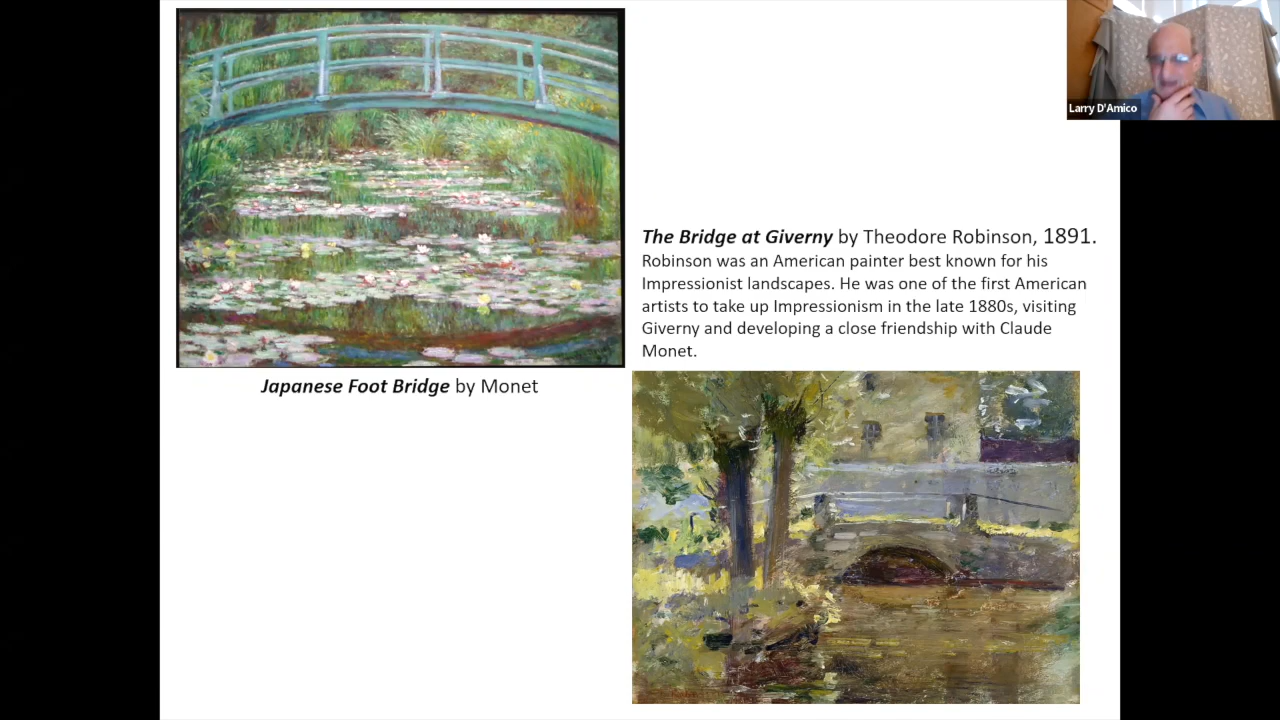 Larry D'Amico
The Bridge at Giverny by Theodore Robinson, 1891.
Robinson was an American painter best known for his
Impressionist landscapes. He was one of the first American
artists to take up Impressionism in the late 1880s, visiting
Giverny and developing a close friendship with Claude
Monet.
Japanese Foot Bridge by Monet